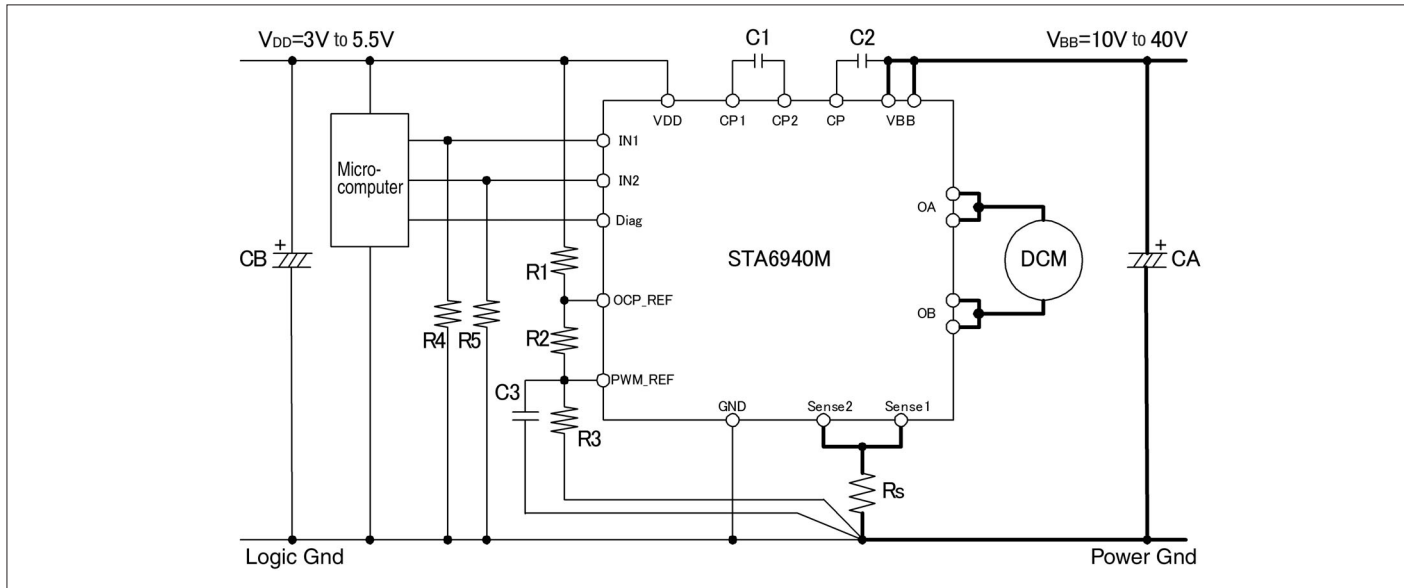 VDD=3V to 5.5V
C1
C2
VBB=10V to 40V
VDD
CP1
CP2
CP
VBB
IN1
Micro-
computer
IN2
Diag
OA
CB
+
R1
STA6940M
DCM
+
CA
OCP_REF
OB
R4
R5
R2
C3
PWM_REF
GND
Sense2
Sense1
R3
Rs
Logic Gnd
Power Gnd